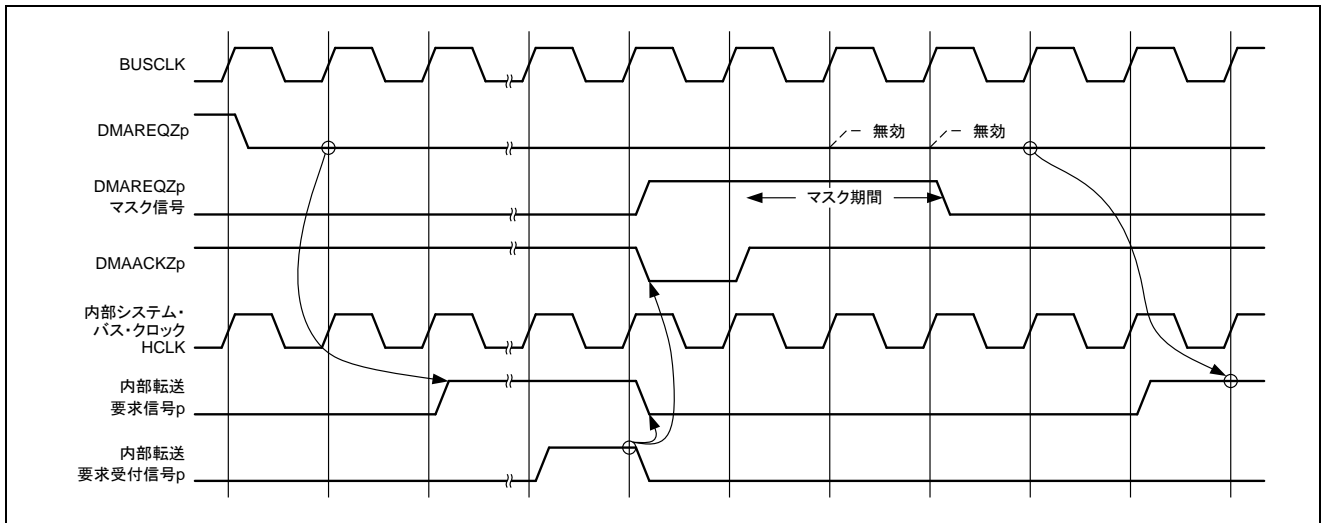 BUSCLK
DMAREQZp
無効
無効
DMAREQZp
マスク信号
マスク期間
DMAACKZp
内部システム・
バス・クロック
HCLK
内部転送
要求信号p
内部転送
要求受付信号p